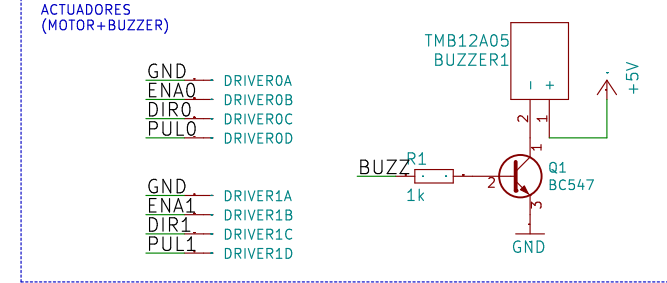 ACTUADORES
(MOTOR+BUZZER)
GND DRIVER0A
ENA0 DRIVER0B
DIR0 DRIVER0C
PUL0 DRIVER0D
GND DRIVER1A
ENA1 DRIVER1B
DIR1 DRIVER1C
PUL1 DRIVER1D
TMB12A05
BUZZER1
- +
2 1
+5V
BUZZ
R1
1k
1
2
3
Q1
BC547
GND